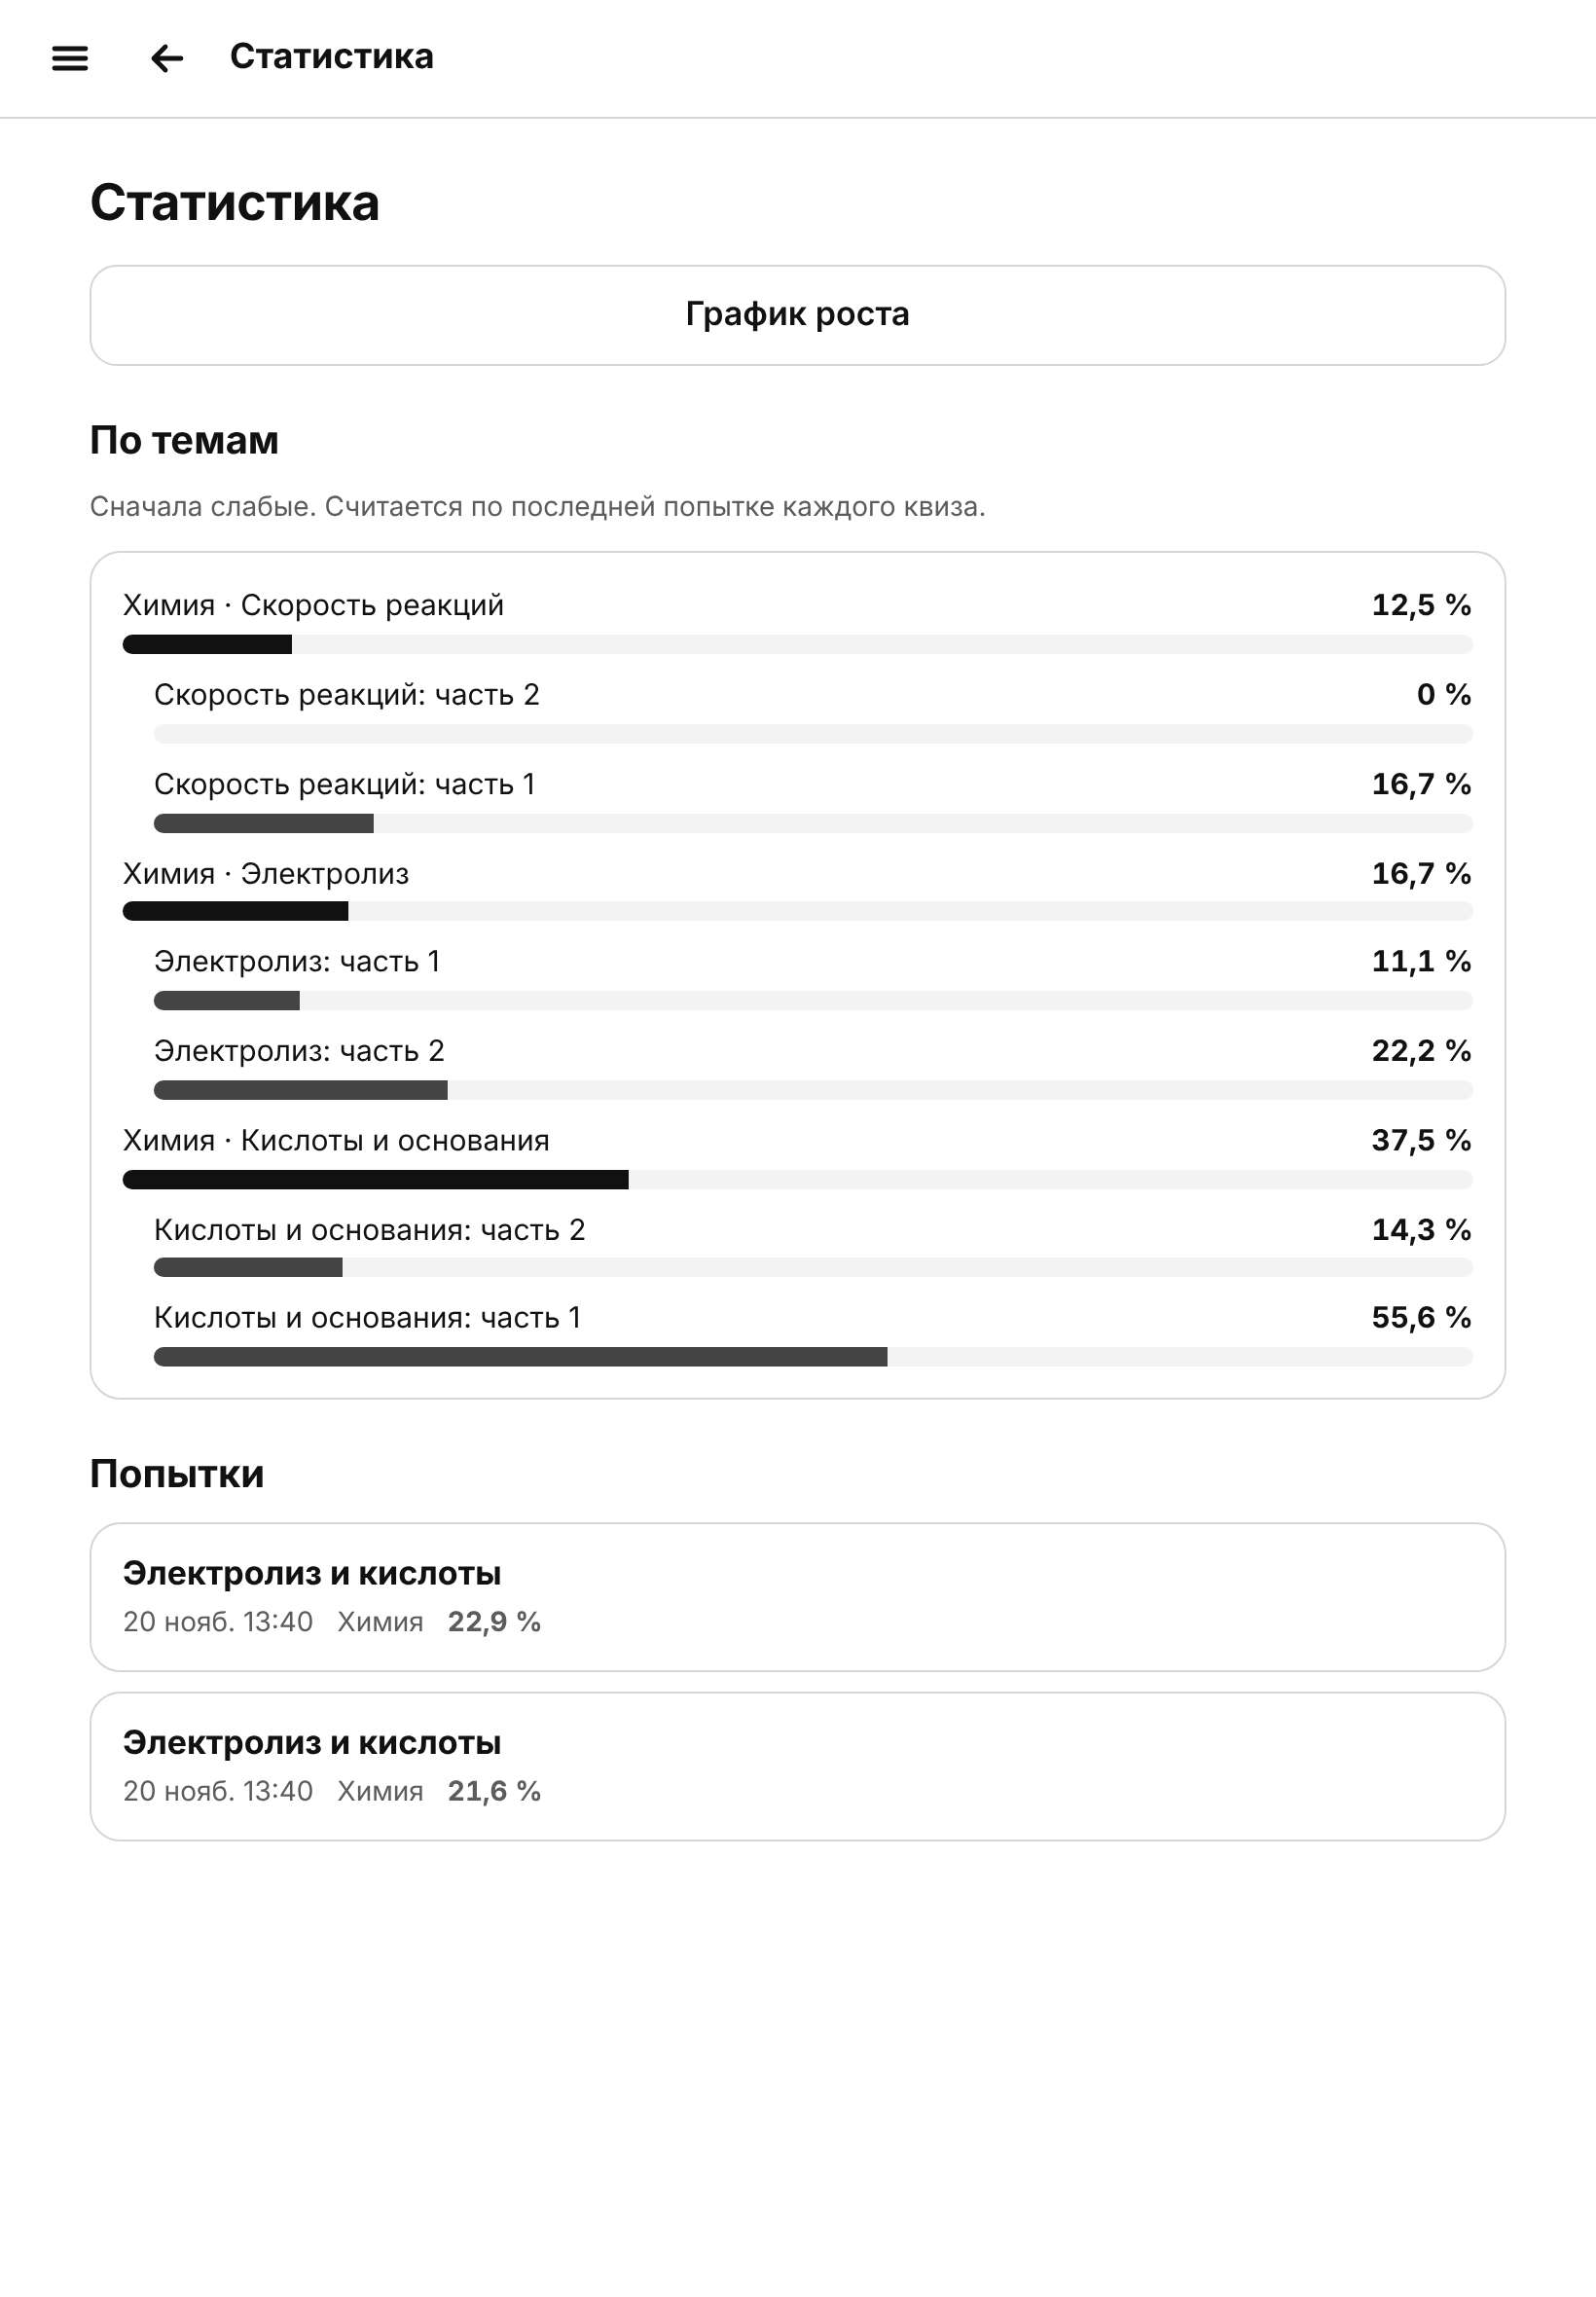 Статистика
Статистика
График роста
По темам
Сначала слабые. Считается по последней попытке каждого квиза.
Химия · Скорость реакций 12,5 %
Скорость реакций: часть 2 0 %
Скорость реакций: часть 1 16,7 %
Химия · Электролиз 16,7 %
Электролиз: часть 1 11,1 %
Электролиз: часть 2 22,2 %
Химия · Кислоты и основания 37,5 %
Кислоты и основания: часть 2 14,3 %
Кислоты и основания: часть 1 55,6 %
Попытки
Электролиз и кислоты
20 нояб. 13:40 Химия 22,9 %
Электролиз и кислоты
20 нояб. 13:40 Химия 21,6 %